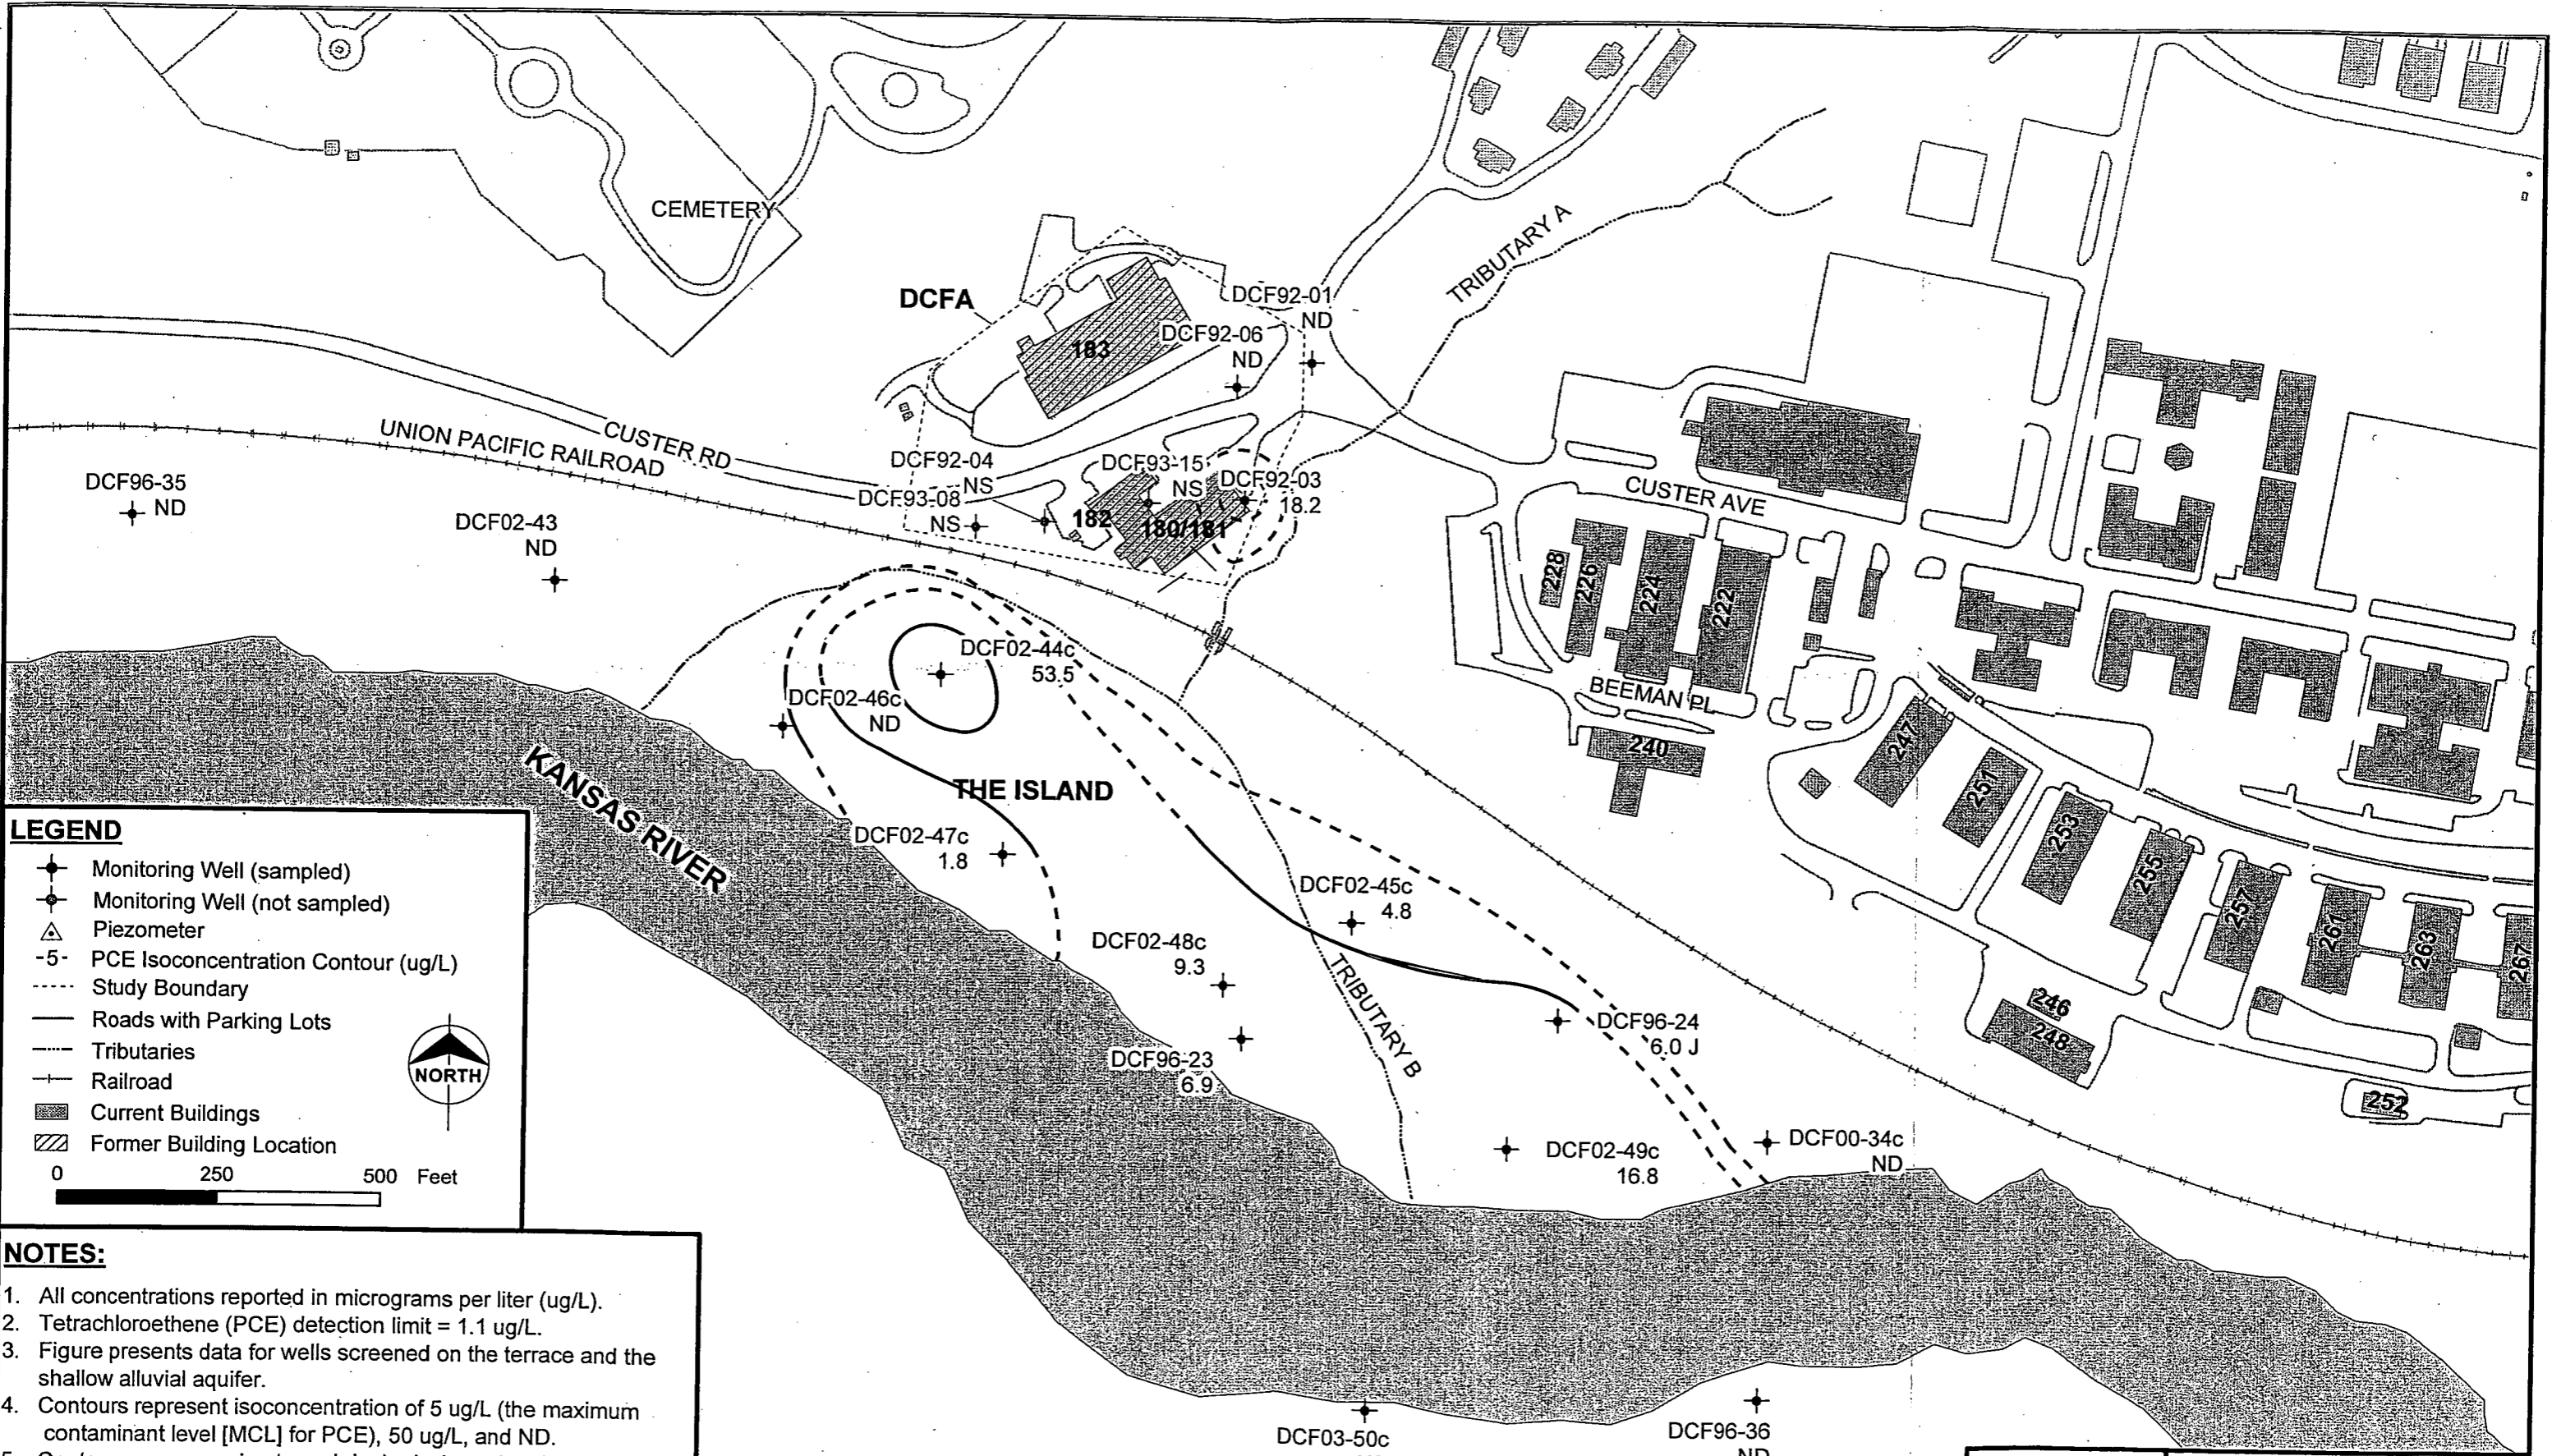 CEMETERY
DCFA
183
DCF92-01
ND
DCF92-06
ND
TRIBUTARY A
CUSTER RD
UNION PACIFIC RAILROAD
DCF92-04
NS
DCF93-15
NS
DCF92-03
18.2
DCF93-08
NS
182
180/181
DCF96-35
ND
DCF02-43
ND
CUSTER AVE
228
226
224
222
BEEMAN PL
240
247
251
253
255
257
261
263
267
246
248
252
DCF02-44c
53.5
DCF02-46c
ND
KANSAS RIVER
THE ISLAND
DCF02-47c
1.8
DCF02-45c
4.8
DCF02-48c
9.3
TRIBUTARY B
DCF96-23
6.9
DCF96-24
6.0 J
DCF02-49c
16.8
DCF00-34c
ND
DCF03-50c
DCF96-36
ND
LEGEND
Monitoring Well (sampled)
Monitoring Well (not sampled)
Piezometer
-5- PCE Isoconcentration Contour (ug/L)
Study Boundary
Roads with Parking Lots
Tributaries
Railroad
Current Buildings
Former Building Location
NORTH
0 250 500 Feet
NOTES:
1. All concentrations reported in micrograms per liter (ug/L).
2. Tetrachloroethene (PCE) detection limit = 1.1 ug/L.
3. Figure presents data for wells screened on the terrace and the
shallow alluvial aquifer.
4. Contours represent isoconcentration of 5 ug/L (the maximum
contaminant level [MCL] for PCE), 50 ug/L, and ND.